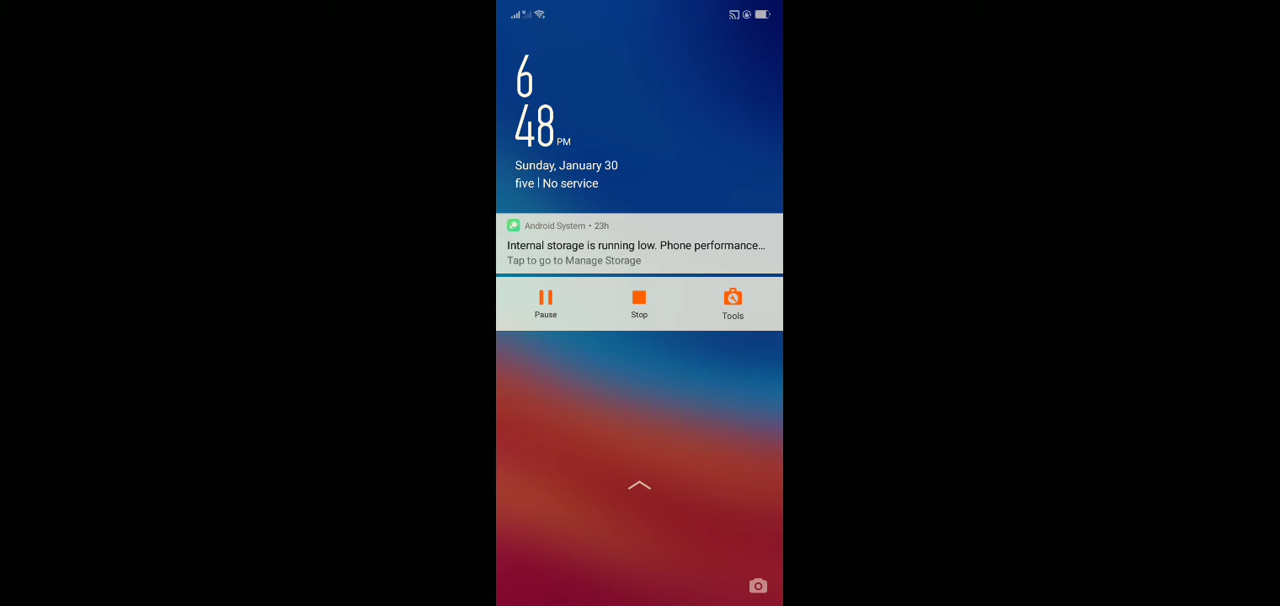 6
48 PM
Sunday, January 30
five | No service
Android System • 23h
Internal storage is running low. Phone performance...
Tap to go to Manage Storage
Pause Stop Tools